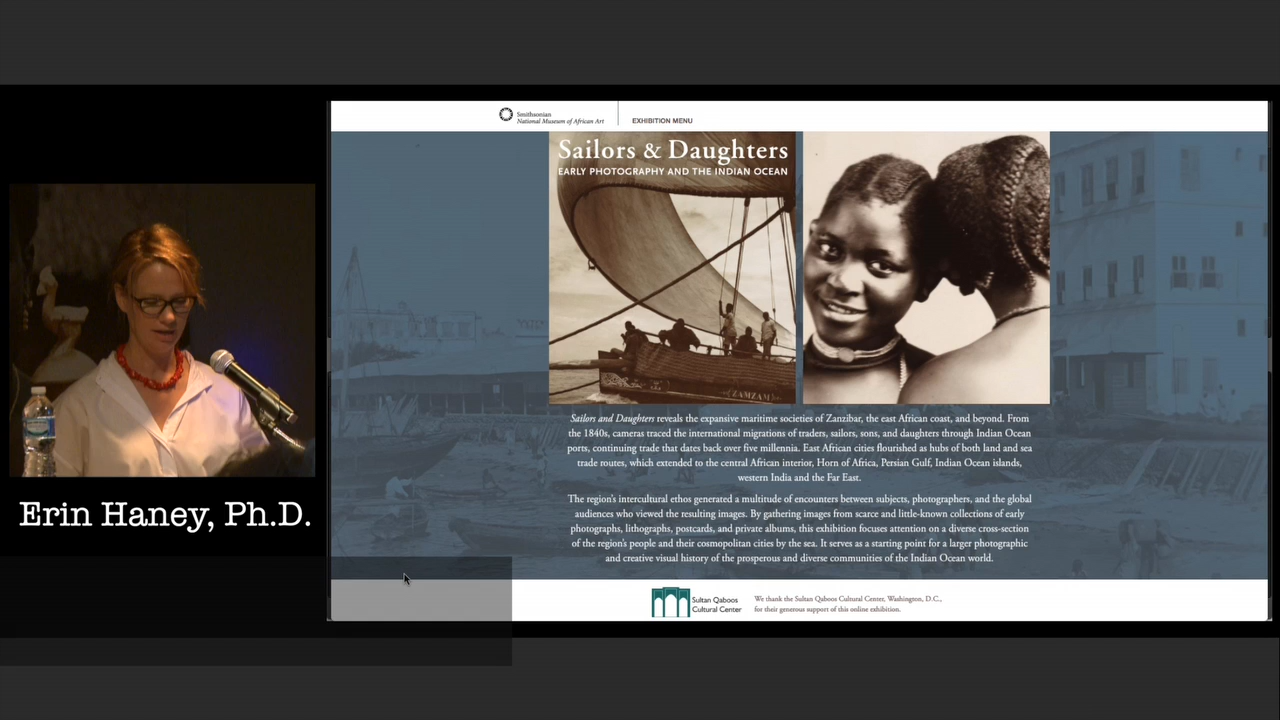 Smithsonian
National Museum of African Art
EXHIBITION MENU
Sailors & Daughters
EARLY PHOTOGRAPHY AND THE INDIAN OCEAN
ZAMZAM
Sailors and Daughters reveals the expansive maritime societies of Zanzibar, the east African coast, and beyond. From
the 1840s, cameras traced the international migrations of traders, sailors, sons, and daughters through Indian Ocean
ports, continuing trade that dates back over five millennia. East African cities flourished as hubs of both land and sea
trade routes, which extended to the central African interior, Horn of Africa, Persian Gulf, Indian Ocean islands,
western India and the Far East.
The region's intercultural ethos generated a multitude of encounters between subjects, photographers, and the global
audiences who viewed the resulting images. By gathering images from scarce and little-known collections of early
photographs, lithographs, postcards, and private albums, this exhibition focuses attention on a diverse cross-section
of the region's people and their cosmopolitan cities by the sea. It serves as a starting point for a larger photographic
and creative visual history of the prosperous and diverse communities of the Indian Ocean world.
Erin Haney, Ph.D.
Sultan Qaboos
Cultural Center
We thank the Sultan Qaboos Cultural Center, Washington, D.C.,
for their generous support of this online exhibition.